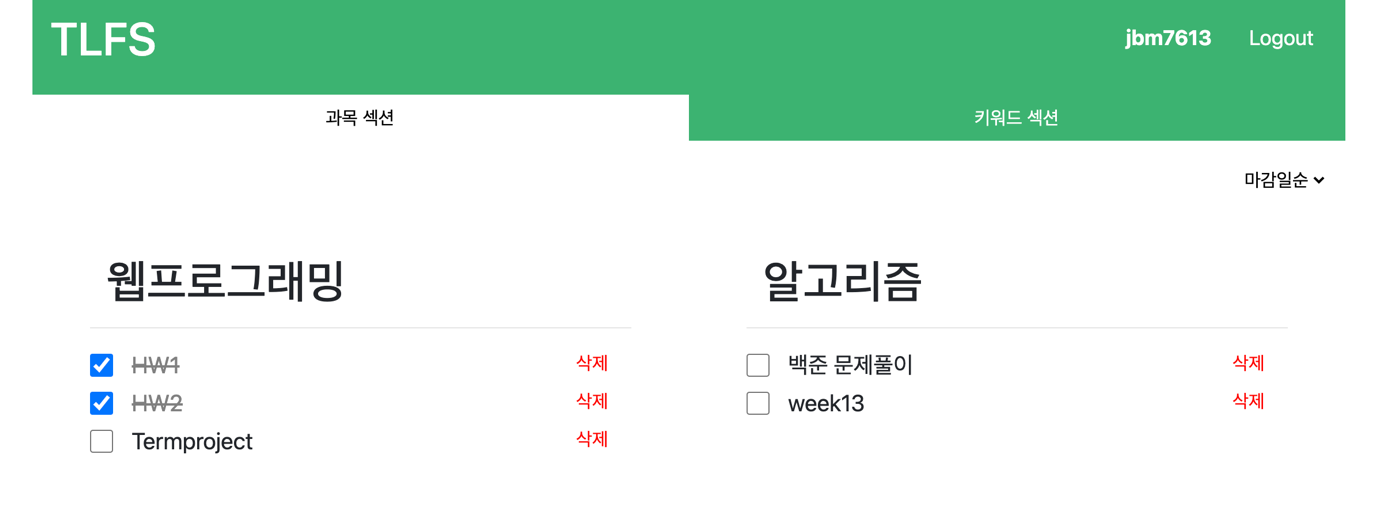 TLFS
jbm7613 Logout
과목 섹션
키워드 섹션
마감일순
웹프로그래밍
HW1 삭제
HW2 삭제
Termproject 삭제
알고리즘
백준 문제풀이 삭제
week13 삭제